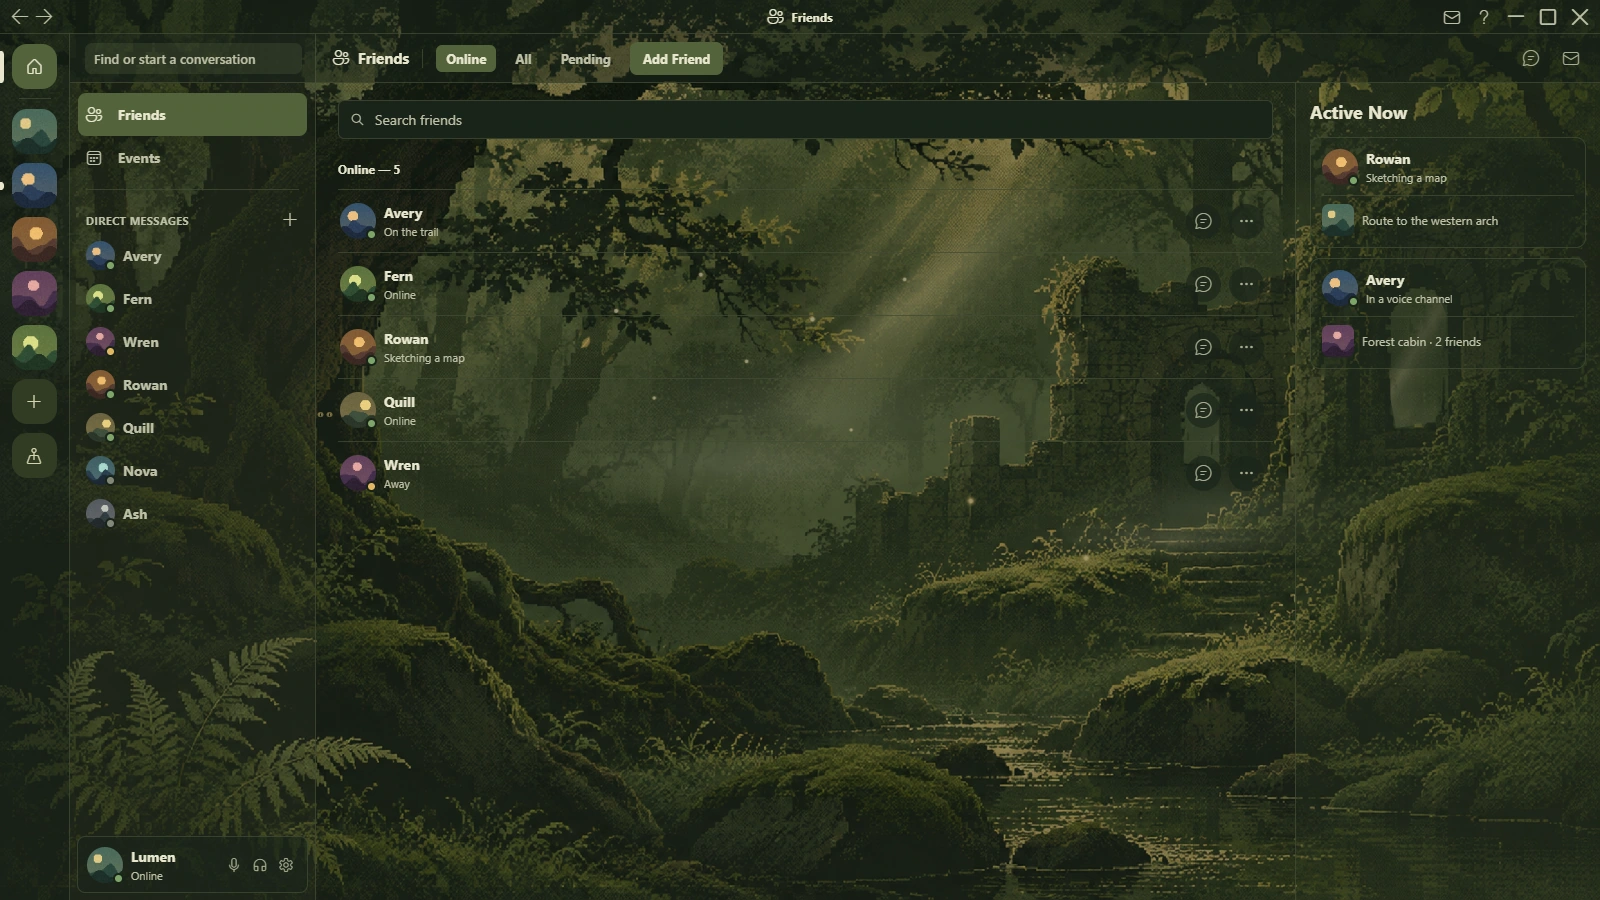 Friends
Find or start a conversation
Friends
Online
All
Pending
Add Friend
Friends
Events
DIRECT MESSAGES
Avery
Fern
Wren
Rowan
Quill
Nova
Ash
Lumen
Online
Search friends
Online — 5
Avery
On the trail
Fern
Online
Rowan
Sketching a map
Quill
Online
Wren
Away
Active Now
Rowan
Sketching a map
Route to the western arch
Avery
In a voice channel
Forest cabin · 2 friends